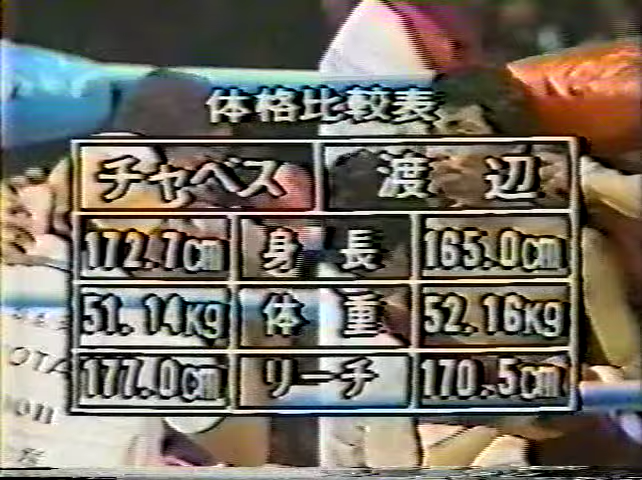 体格比較表
チャベス 渡辺
172.7cm 身長 165.0cm
51.14Kg 体重 52.16Kg
177.0cm リーチ 170.5cm
OTA